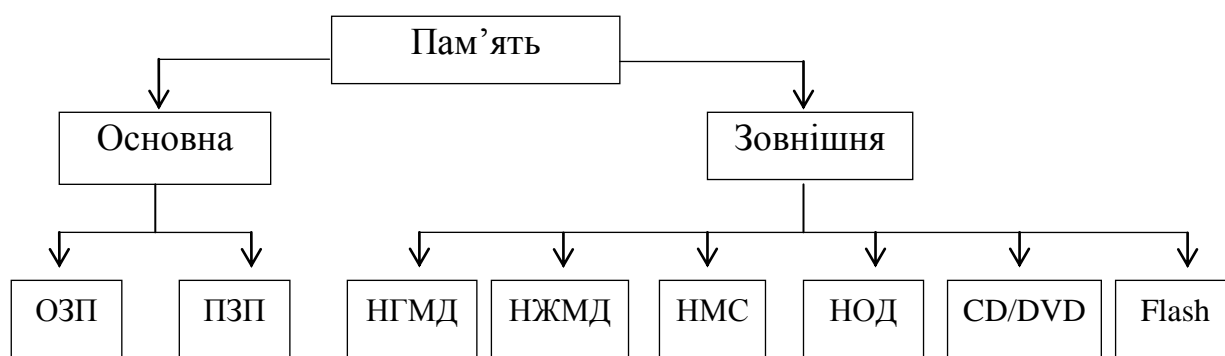 Пам’ять
Основна
Зовнішня
ОЗП
ПЗП
НГМД
НЖМД
НМС
НОД
CD/DVD
Flash